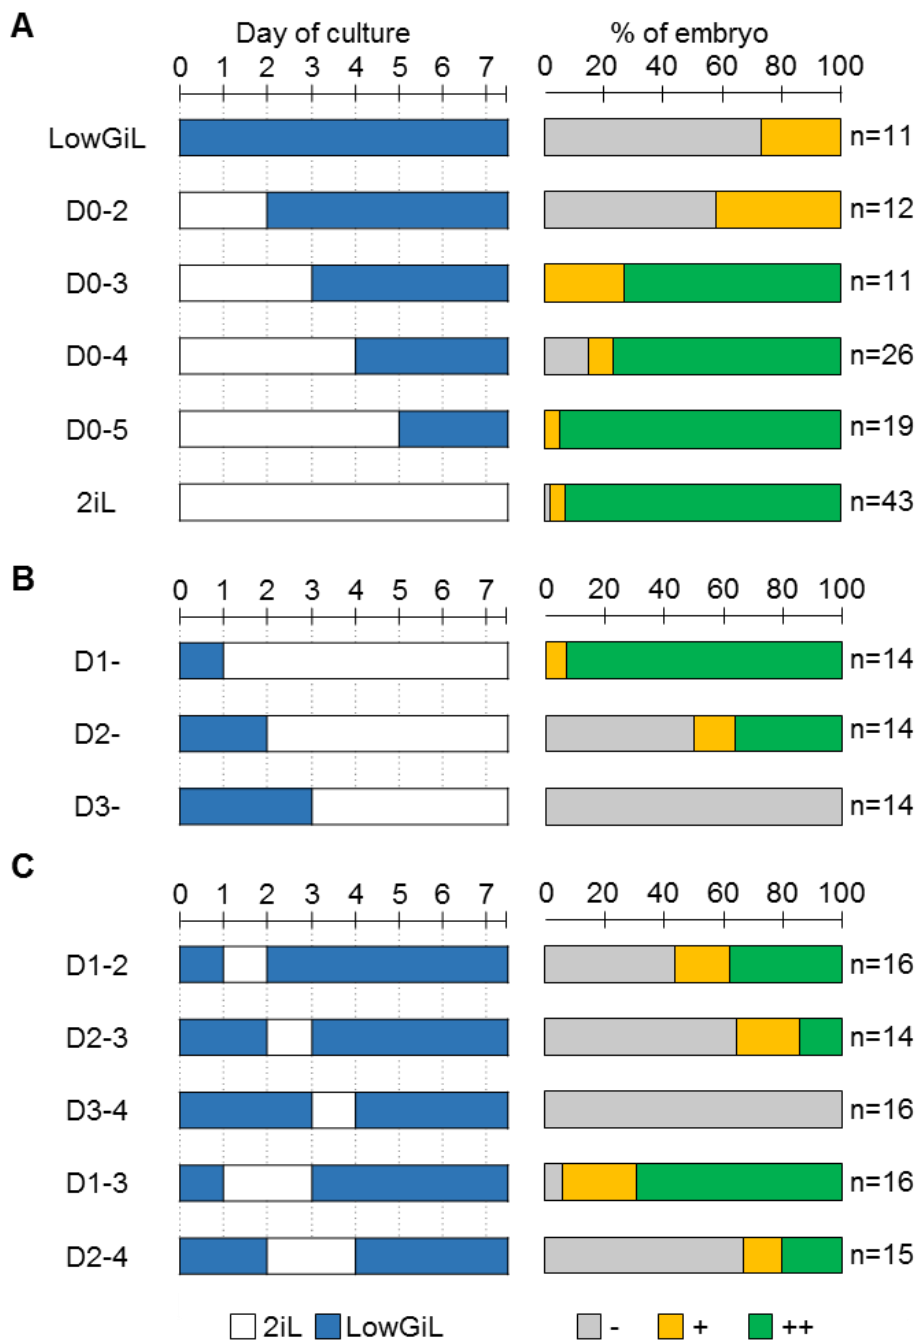 A
Day of culture % of embryo
0 1 2 3 4 5 6 7 0 20 40 60 80 100
LowGiL n=11
D0-2 n=12
D0-3 n=11
D0-4 n=26
D0-5 n=19
2iL n=43
B
0 1 2 3 4 5 6 7 0 20 40 60 80 100
D1- n=14
D2- n=14
D3- n=14
C
0 1 2 3 4 5 6 7 0 20 40 60 80 100
D1-2 n=16
D2-3 n=14
D3-4 n=16
D1-3 n=16
D2-4 n=15
2iL LowGiL - + ++